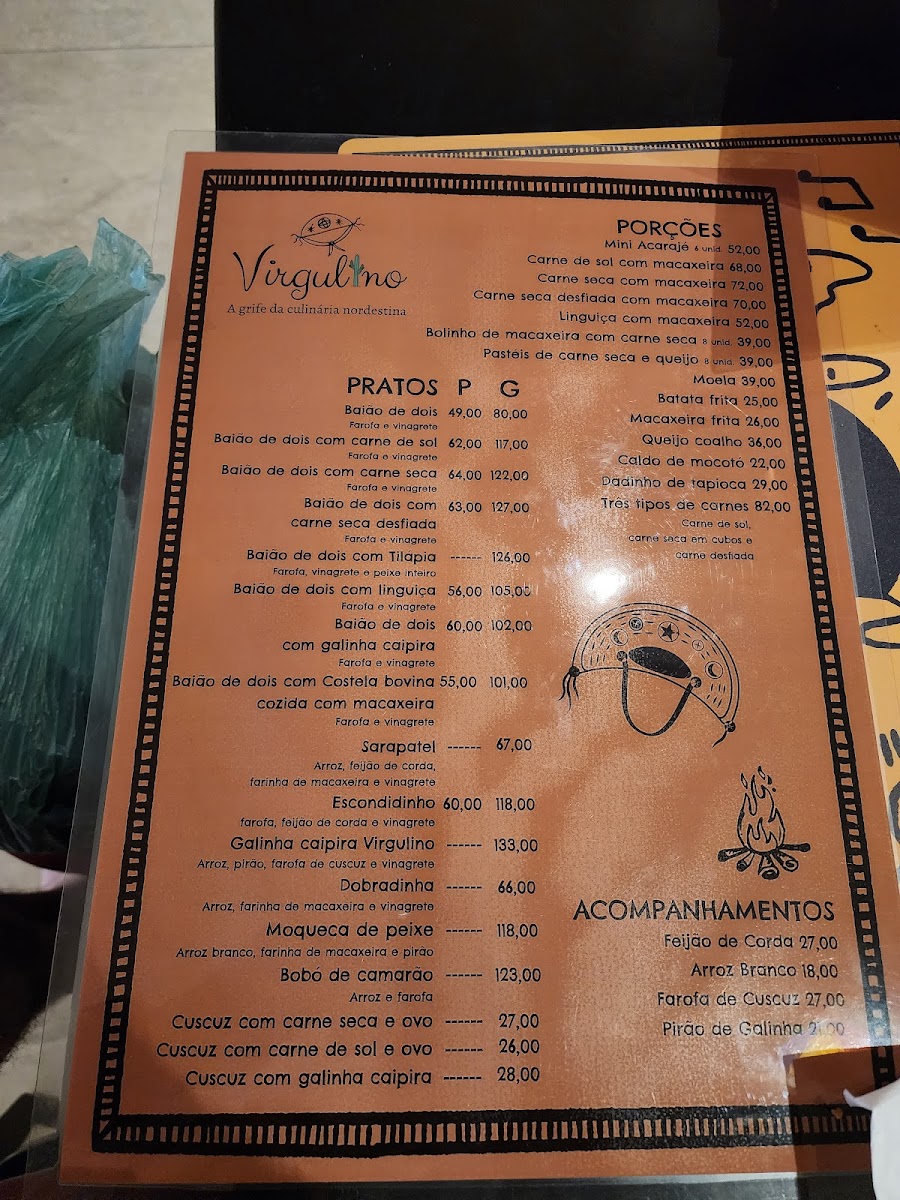 Virgulino
A grife da culinária nordestina
PRATOS P G
Baião de dois 49,00 80,00
Farofa e vinagrete
Baião de dois com carne de sol 62,00 117,00
Farofa e vinagrete
Baião de dois com carne seca 64,00 122,00
Farofa e vinagrete
Baião de dois com 63,00 127,00
carne seca desfiada
Farofa e vinagrete
Baião de dois com Tilapia ------ 126,00
Farofa, vinagrete e peixe inteiro
Baião de dois com linguiça 56,00 105,00
Farofa e vinagrete
Baião de dois 60,00 102,00
com galinha caipira
Farofa e vinagrete
Baião de dois com Costela bovina 55,00 101,00
cozida com macaxeira
Farofa e vinagrete
Sarapatel ------ 67,00
Arroz, feijão de corda,
farinha de macaxeira e vinagrete
Escondidinho 60,00 118,00
farofa, feijão de corda e vinagrete
Galinha caipira Virgulino ------ 133,00
Arroz, pirão, farofa de cuscuz e vinagrete
Dobradinha ------ 66,00
Arroz, farinha de macaxeira e vinagrete
Moqueca de peixe ------ 118,00
Arroz branco, farinha de macaxeira e pirão
Bobó de camarão ------ 123,00
Arroz e farofa
Cuscuz com carne seca e ovo ------ 27,00
Cuscuz com carne de sol e ovo ------ 26,00
Cuscuz com galinha caipira ------ 28,00
PORÇÕES
Mini Acarajé 6 unid. 52,00
Carne de sol com macaxeira 68,00
Carne seca com macaxeira 72,00
Carne seca desfiada com macaxeira 70,00
Linguiça com macaxeira 52,00
Bolinho de macaxeira com carne seca 8 unid. 39,00
Pasteis de carne seca e queijo 8 unid. 39,00
Moela 39,00
Batata frita 25,00
Macaxeira frita 26,00
Queijo coalho 36,00
Caldo de mocotó 22,00
Dadinho de tapioca 29,00
Três tipos de carnes 82,00
Carne de sol,
carne seca em cubos e
carne desfiada
ACOMPANHAMENTOS
Feijão de Corda 27,00
Arroz Branco 18,00
Farofa de Cuscuz 27,00
Pirão de Galinha